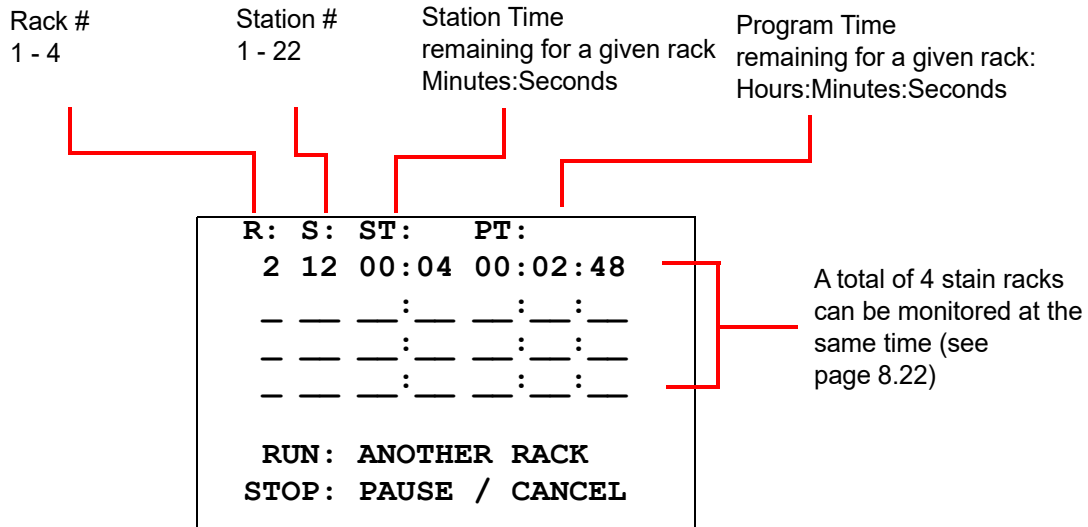 Rack #
1 - 4
Station #
1 - 22
Station Time
remaining for a given rack
Minutes:Seconds
Program Time
remaining for a given rack:
Hours:Minutes:Seconds
R: S: ST: PT:
2 12 00:04 00:02:48
_ __ __:__ __:__:__
_ __ __:__ __:__:__
_ __ __:__ __:__:__
RUN: ANOTHER RACK
STOP: PAUSE / CANCEL
A total of 4 stain racks
can be monitored at the
same time (see
page 8.22)